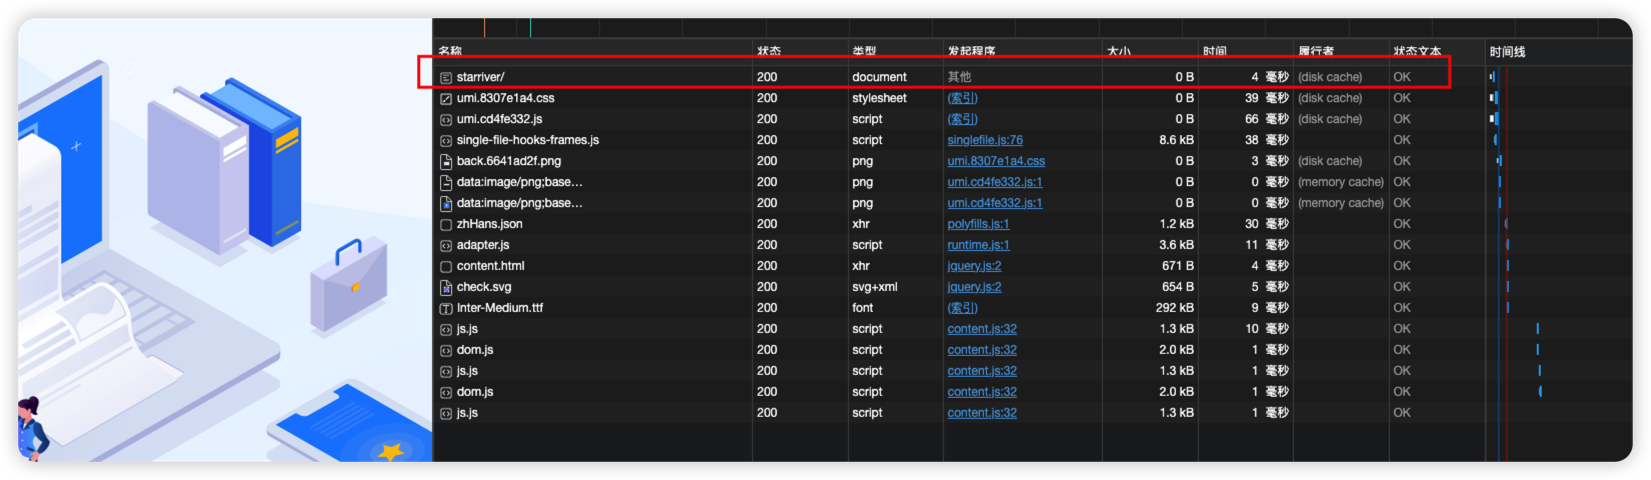 名称 状态 类型 发起程序 大小 时间 履行者 状态文本 时间线
starriver/ 200 document 其他 0 B 4 毫秒 (disk cache) OK
umi.8307e1a4.css 200 stylesheet (索引) 0 B 39 毫秒 (disk cache) OK
umi.cd4fe332.js 200 script (索引) 0 B 66 毫秒 (disk cache) OK
single-file-hooks-frames.js 200 script singlefile.js:76 8.6 kB 38 毫秒 OK
back.6641ad2f.png 200 png umi.8307e1a4.css 0 B 3 毫秒 (disk cache) OK
data:image/png;base... 200 png umi.cd4fe332.js:1 0 B 0 毫秒 (memory cache) OK
data:image/png;base... 200 png umi.cd4fe332.js:1 0 B 0 毫秒 (memory cache) OK
zhHans.json 200 xhr polyfills.js:1 1.2 kB 30 毫秒 OK
adapter.js 200 script runtime.js:1 3.6 kB 11 毫秒 OK
content.html 200 xhr jquery.js:2 671 B 4 毫秒 OK
check.svg 200 svg+xml jquery.js:2 654 B 5 毫秒 OK
Inter-Medium.ttf 200 font (索引) 292 kB 9 毫秒 OK
js.js 200 script content.js:32 1.3 kB 10 毫秒 OK
dom.js 200 script content.js:32 2.0 kB 1 毫秒 OK
js.js 200 script content.js:32 1.3 kB 1 毫秒 OK
dom.js 200 script content.js:32 2.0 kB 1 毫秒 OK
js.js 200 script content.js:32 1.3 kB 1 毫秒 OK